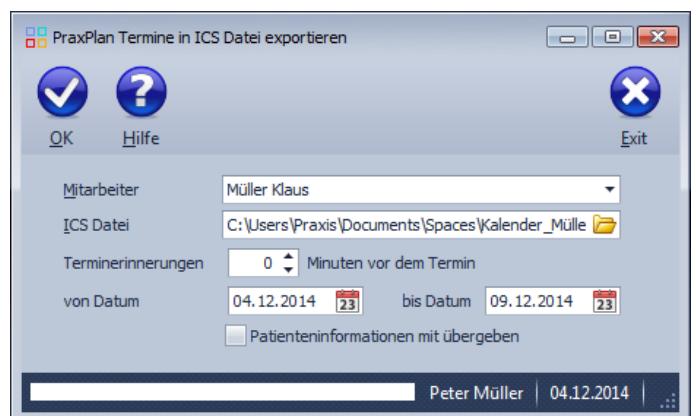 PraxPlan Termine in ICS Datei exportieren
OK Hilfe Exit
Mitarbeiter Müller Klaus
ICS Datei C:\Users\Praxis\Documents\Spaces\Kalender_Mülle
Terminerinnerungen 0 Minuten vor dem Termin
von Datum 04.12.2014 23 bis Datum 09.12.2014 23
Patienteninformationen mit übergeben
Peter Müller 04.12.2014